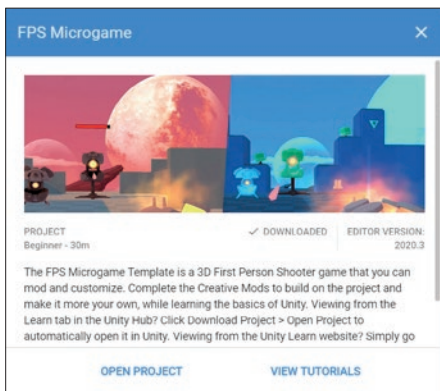 FPS Microgame
PROJECT
Beginner - 30m
✓ DOWNLOADED
EDITOR VERSION:
2020.3
The FPS Microgame Template is a 3D First Person Shooter game that you can
mod and customize. Complete the Creative Mods to build on the project and
make it more your own, while learning the basics of Unity. Viewing from the
Learn tab in the Unity Hub? Click Download Project > Open Project to
automatically open it in Unity. Viewing from the Unity Learn website? Simply go
OPEN PROJECT
VIEW TUTORIALS